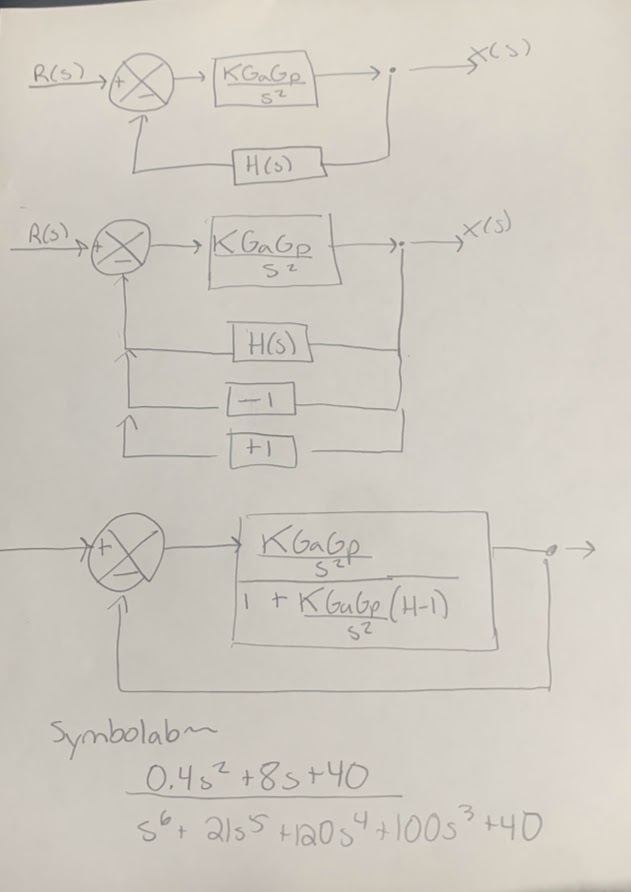 R(s) + − KGaGp/s² X(s)
H(s)
R(s) + − KGaGp/s² X(s)
H(s)
−1
+1
+ − KGaGp/s²
1 + KGaGp/s² (H-1)
Symbolab~
0.4s² + 8s + 40
s⁶ + 21s⁵ + 120s⁴ + 100s³ + 40